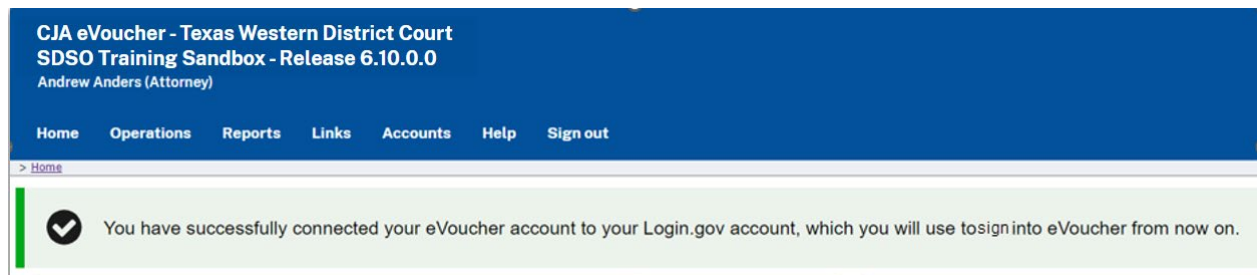 CJA eVoucher - Texas Western District Court
SDSO Training Sandbox - Release 6.10.0.0
Andrew Anders (Attorney)
Home Operations Reports Links Accounts Help Sign out
> Home
You have successfully connected your eVoucher account to your Login.gov account, which you will use tosign into eVoucher from now on.